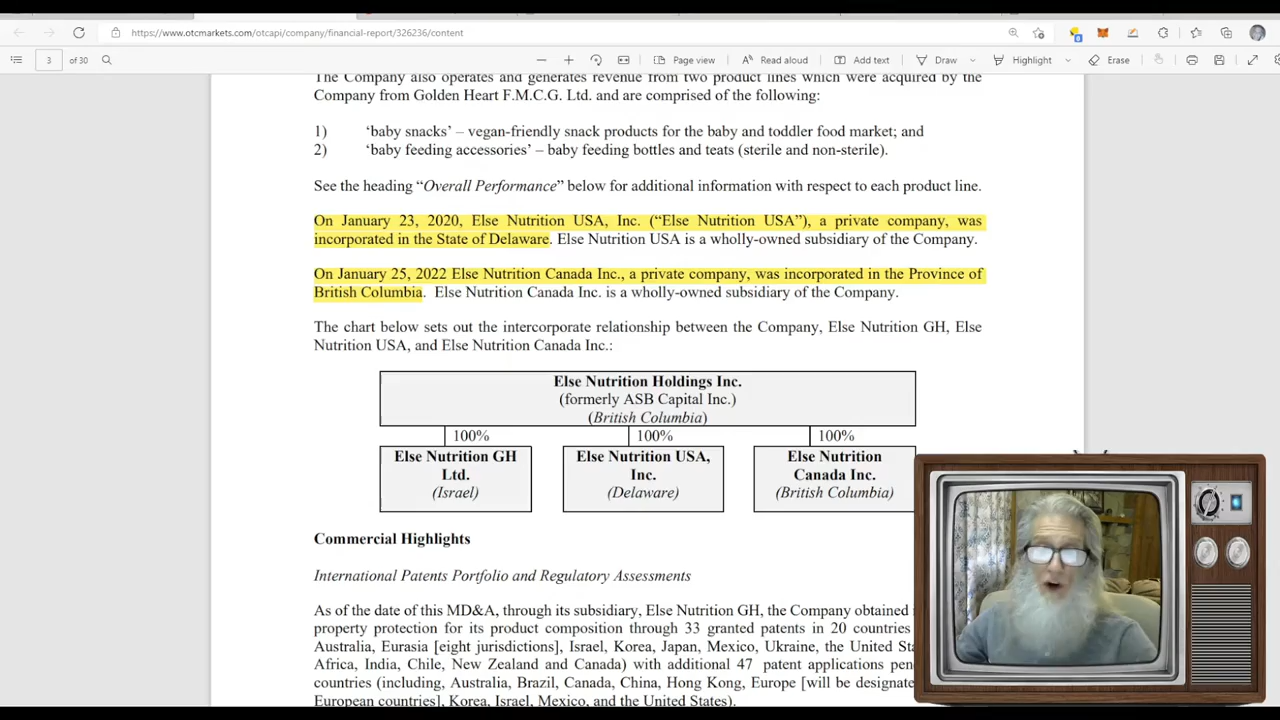 https://www.otcmarkets.com/otcapi/company/financial-report/326236/content
3 of 30 Page view Read aloud Add text Draw Highlight Erase
The Company also operates and generates revenue from two product lines which were acquired by the
Company from Golden Heart F.M.C.G. Ltd. and are comprised of the following:
1) ‘baby snacks’ – vegan-friendly snack products for the baby and toddler food market; and
2) ‘baby feeding accessories’ – baby feeding bottles and teats (sterile and non-sterile).
See the heading “Overall Performance” below for additional information with respect to each product line.
On January 23, 2020, Else Nutrition USA, Inc. (“Else Nutrition USA”), a private company, was
incorporated in the State of Delaware. Else Nutrition USA is a wholly-owned subsidiary of the Company.
On January 25, 2022 Else Nutrition Canada Inc., a private company, was incorporated in the Province of
British Columbia. Else Nutrition Canada Inc. is a wholly-owned subsidiary of the Company.
The chart below sets out the intercorporate relationship between the Company, Else Nutrition GH, Else
Nutrition USA, and Else Nutrition Canada Inc.:
Else Nutrition Holdings Inc.
(formerly ASB Capital Inc.)
(British Columbia)
100% 100% 100%
Else Nutrition GH
Ltd.
(Israel)
Else Nutrition USA,
Inc.
(Delaware)
Else Nutrition
Canada Inc.
(British Columbia)
Commercial Highlights
International Patents Portfolio and Regulatory Assessments
As of the date of this MD&A, through its subsidiary, Else Nutrition GH, the Company obtained
property protection for its product composition through 33 granted patents in 20 countries
Australia, Eurasia [eight jurisdictions], Israel, Korea, Japan, Mexico, Ukraine, the United
Africa, India, Chile, New Zealand and Canada) with additional 47 patent applications
countries (including, Australia, Brazil, Canada, China, Hong Kong, Europe [will be
European countries], Korea, Israel, Mexico, and the United States).